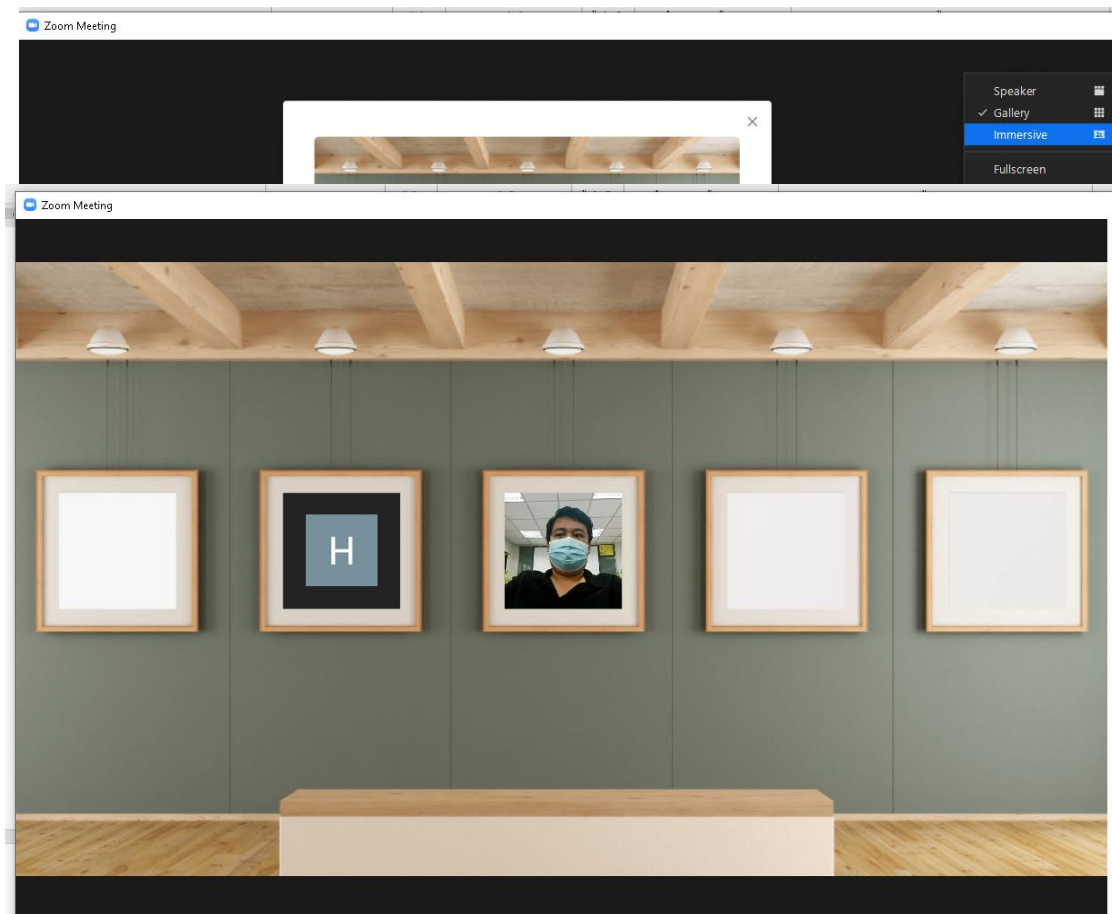 Zoom Meeting
Speaker
Gallery
Immersive
Fullscreen
Zoom Meeting
H